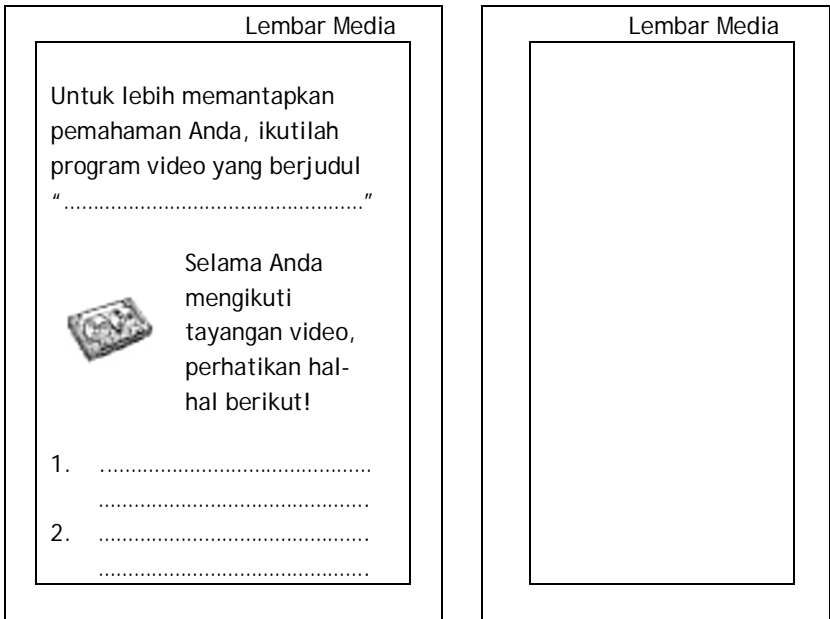 Lembar Media
Untuk lebih memantapkan
pemahaman Anda, ikutilah
program video yang berjudul
“...................................................”
Selama Anda
mengikuti
tayangan video,
perhatikan hal-
hal berikut!
1. ............................................
..............................................
2. ..............................................
..............................................
Lembar Media